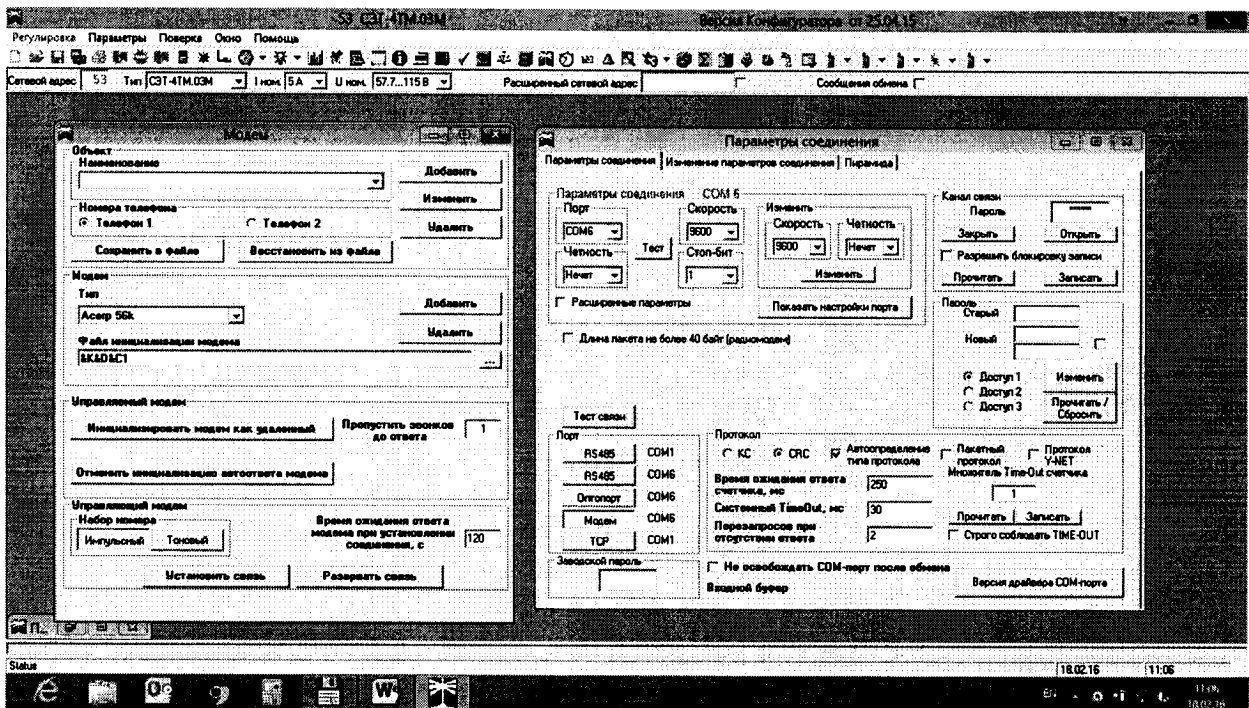 53 СЭТ-4ТМ.03М Версия Конфигуратора от 25.04.15
Регулировка Параметры Поверка Окно Помощь
Сетевой адрес 53 Тип СЭТ-4ТМ.03М I ном. 5 А U ном. 57.7...115 В Расширенный сетевой адрес Сообщения обмена
Модем
Объект
Наименование
Добавить
Изменить
Номера телефона
Телефон 1 Телефон 2
Удалить
Сохранить в файле Восстановить из файла
Модем
Тип
Acorp 56k
Добавить
Удалить
Файл инициализации модема
&K&D&C1 ...
Управляемый модем
Инициализировать модем как удаленный
Пропустить звонков до ответа 1
Отменить инициализацию автоответа модема
Управляющий модем
Набор номера
Импульсный Тоновый
Время ожидания ответа
модема при установлении
соединения, с 120
Установить связь Разорвать связь
Параметры соединения
Параметры соединения Изменение параметров соединения Пирамида
Параметры соединения COM 6
Порт Скорость
COM6 9600
Тест
Четность Стоп-бит
Нечет 1
Изменить
Скорость Четность
9600 Нечет
Изменить
Расширенные параметры
Показать настройки порта
Длина пакета не более 40 байт (радиомодем)
Канал связи
Пароль
Закрыть Открыть
Разрешить блокировку записи
Прочитать Записать
Пароль
Старый
Новый
Доступ 1
Доступ 2
Доступ 3
Изменить
Прочитать /
Сбросить
Тест связи
Порт
RS485 COM1
RS485 COM6
Оптопорт COM6
Модем COM6
TCP COM1
Протокол
КС CRC
Автоопределение
типа протокола
Пакетный
протокол
Протокол
Y-NET
Время ожидания ответа
счетчика, мс 250
Системный TimeOut, мс 30
Перезапросов при
отсутствии ответа 2
Множитель Time-Out счетчика
1
Прочитать Записать
Строго соблюдать TIME-OUT
Заводской пароль
Не освобождать COM-порт после обмена
Входной буфер
Версия драйвера COM-порта
П...
Status 18.02.16 11:06
EN 11:06
18.02.16